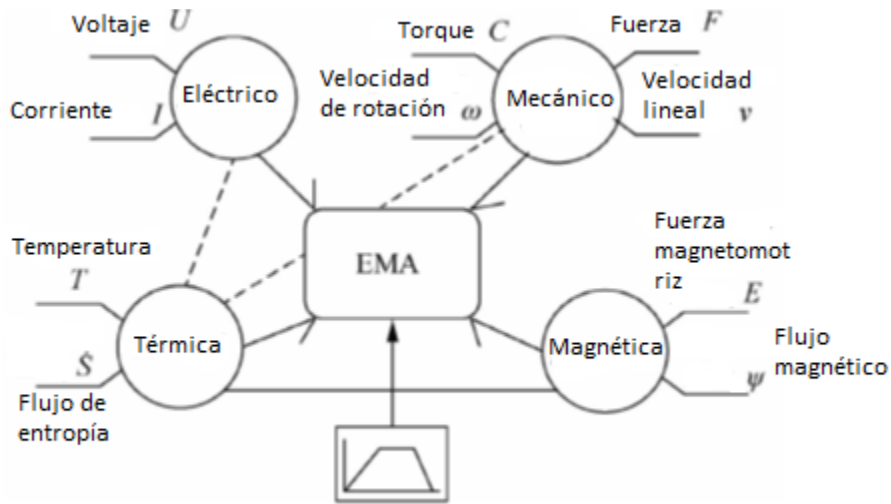 Voltaje U
Corriente I
Eléctrico
Torque C
Velocidad
de rotación ω
Mecánico
Fuerza F
Velocidad
lineal v
EMA
Temperatura
T
Térmica
Ṡ
Flujo de
entropía
Magnética
Fuerza
magnetomot
riz
E
Flujo
magnético
ψ